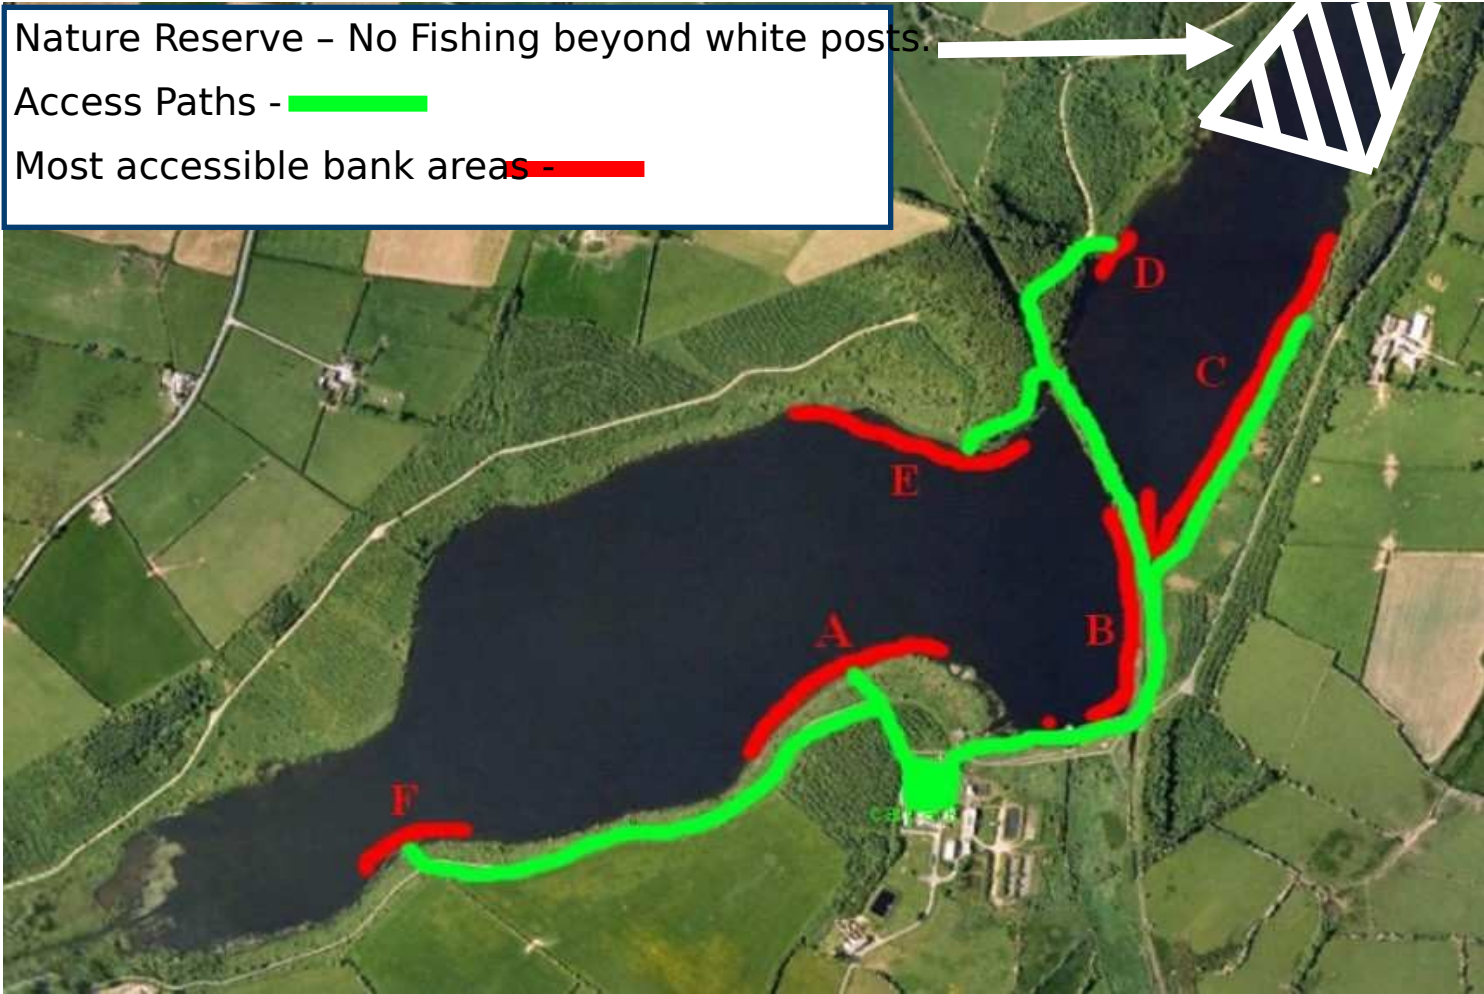 Nature Reserve – No Fishing beyond white posts.
Access Paths -
Most accessible bank areas -
D
C
E
A
B
F